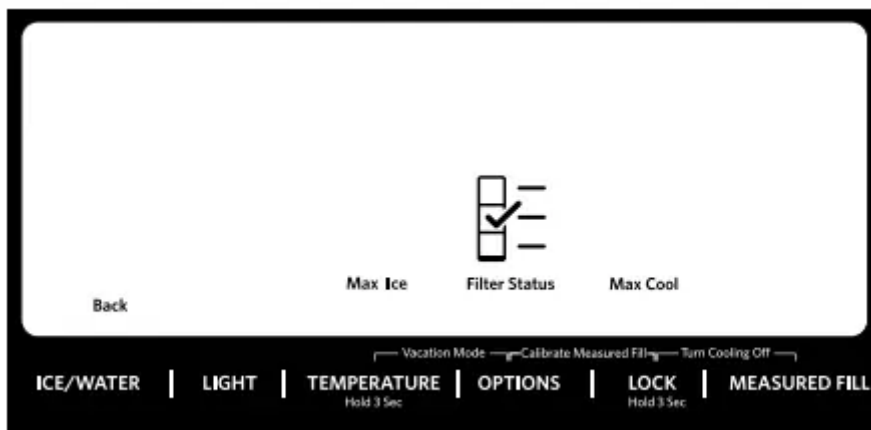 Max Ice Filter Status Max Cool
Back
Vacation Mode Calibrate Measured Fill Turn Cooling Off
ICE/WATER | LIGHT | TEMPERATURE | OPTIONS | LOCK | MEASURED FILL
Hold 3 Sec Hold 3 Sec